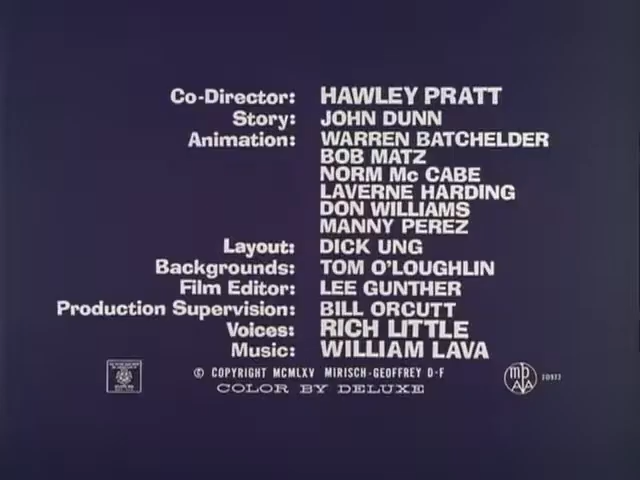 Co-Director: HAWLEY PRATT
Story: JOHN DUNN
Animation: WARREN BATCHELDER
BOB MATZ
NORM Mc CABE
LAVERNE HARDING
DON WILLIAMS
MANNY PEREZ
Layout: DICK UNG
Backgrounds: TOM O'LOUGHLIN
Film Editor: LEE GUNTHER
Production Supervision: BILL ORCUTT
Voices: RICH LITTLE
Music: WILLIAM LAVA
© COPYRIGHT MCMLXV MIRISCH-GEOFFREY D-F
COLOR BY DELUXE